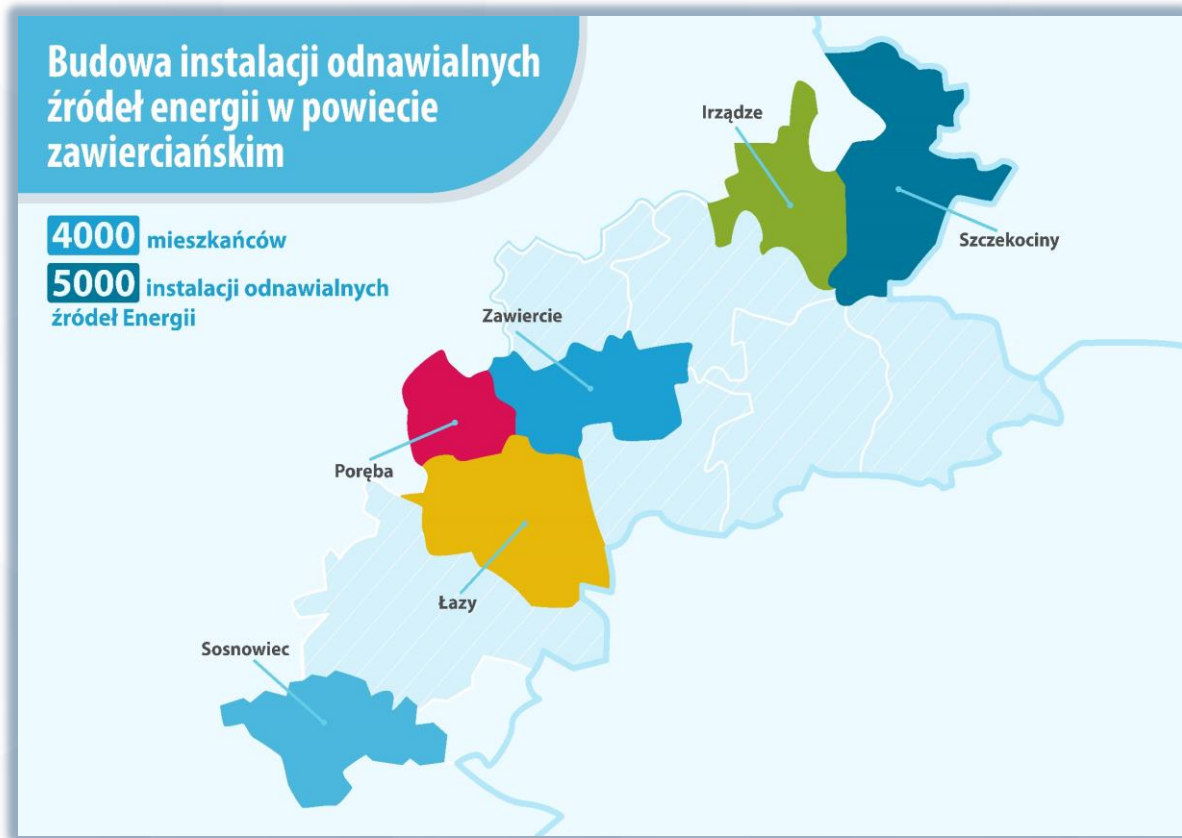 Budowa instalacji odnawialnych
źródeł energii w powiecie
zawierciańskim
4000 mieszkańców
5000 instalacji odnawialnych
źródeł Energii
Irządze
Szczekociny
Zawiercie
Poręba
Łazy
Sosnowiec